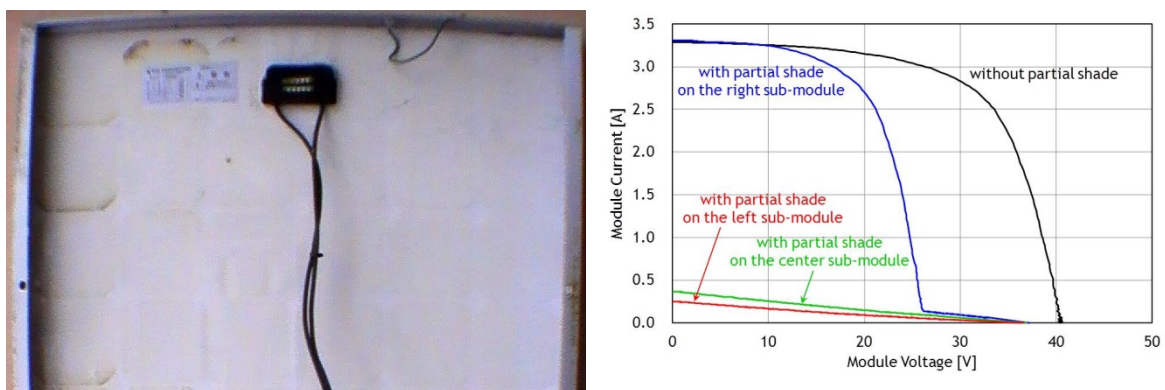 3.5
3.0
2.5
2.0
1.5
1.0
0.5
0.0
0
10
20
30
40
50
Module Current [A]
Module Voltage [V]
without partial shade
with partial shade
on the right sub-module
with partial shade
on the left sub-module
with partial shade
on the center sub-module